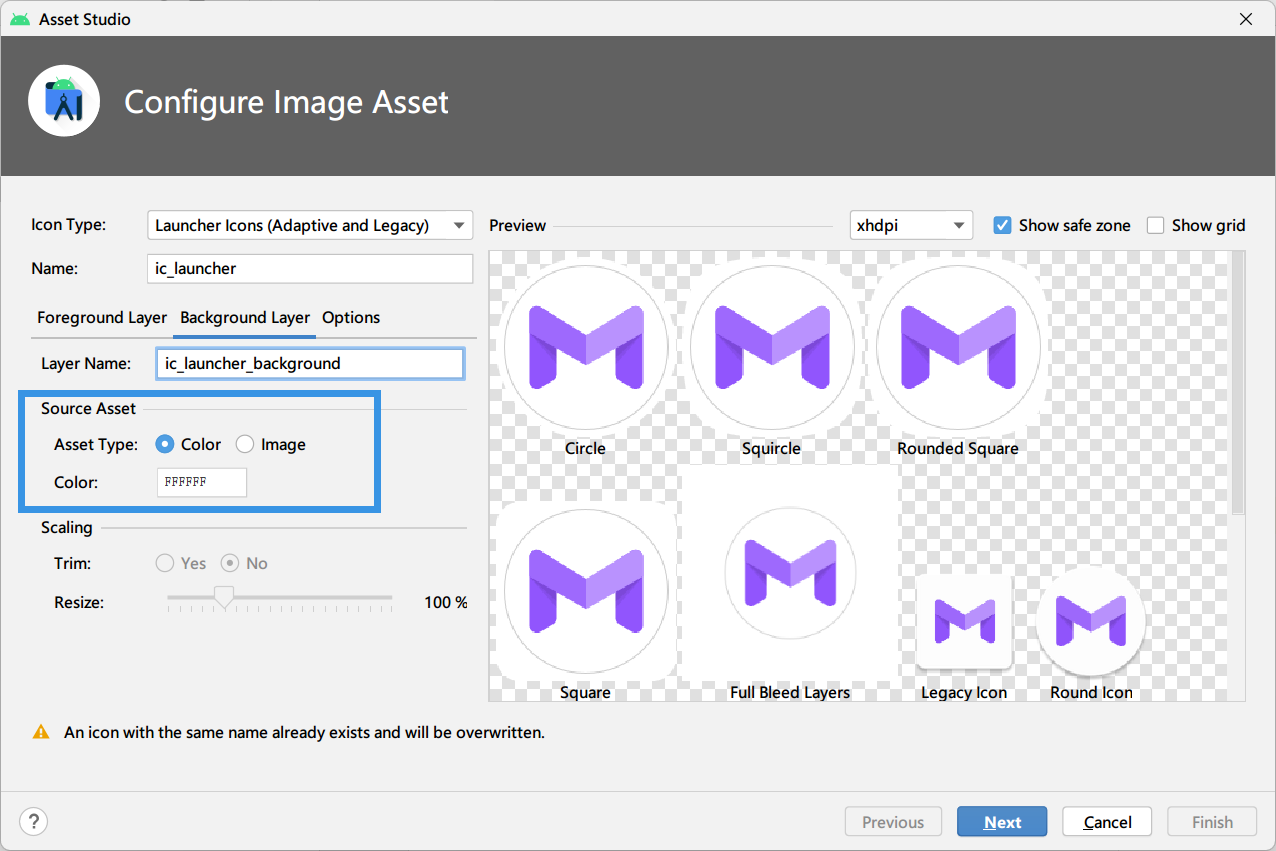 Asset Studio
Configure Image Asset
Icon Type: Launcher Icons (Adaptive and Legacy)
Preview xhdpi Show safe zone Show grid
Name: ic_launcher
Foreground Layer Background Layer Options
Layer Name: ic_launcher_background
Source Asset
Asset Type: Color Image
Color: FFFFFF
Scaling
Trim: Yes No
Resize: 100 %
Circle Squircle Rounded Square
Square Full Bleed Layers Legacy Icon Round Icon
An icon with the same name already exists and will be overwritten.
? Previous Next Cancel Finish